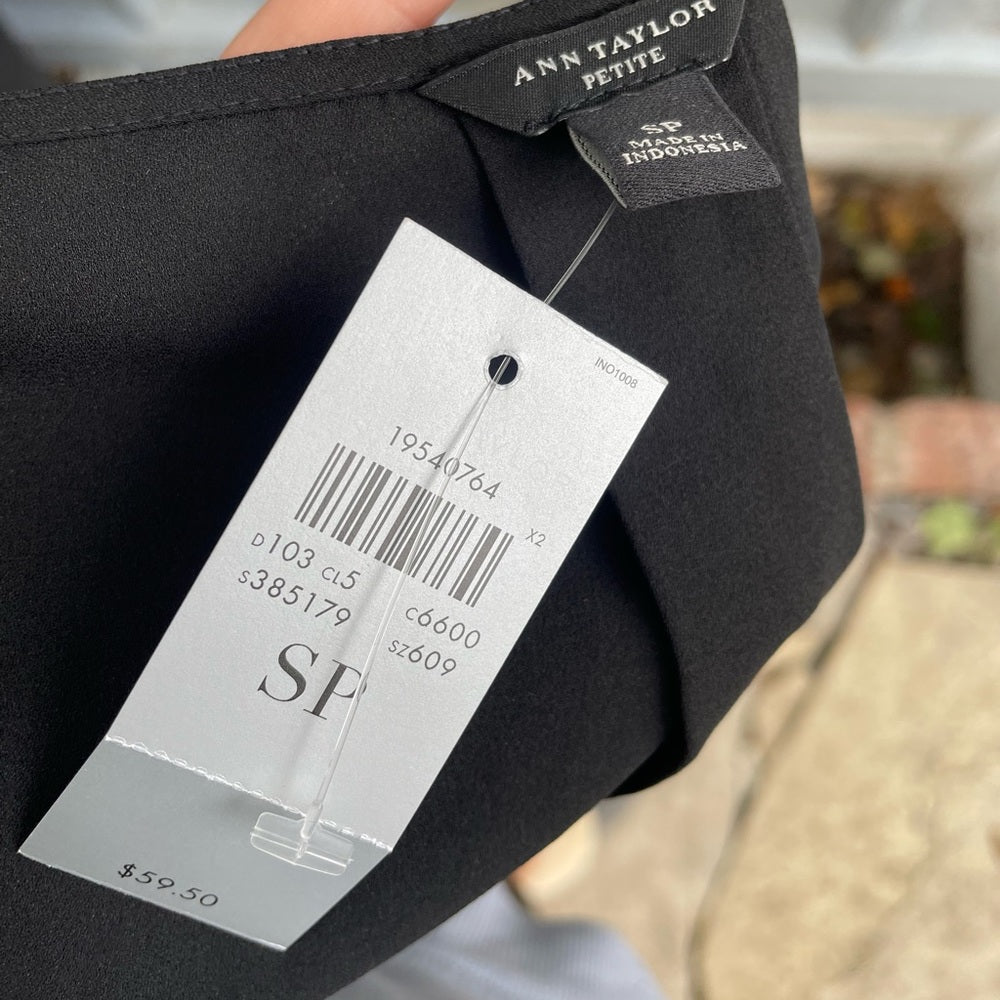 ANN TAYLOR
PETITE
SP
MADE IN
INDONESIA
INO1008
19540764
X2
D103 CL5 C6600
S385179 SZ609
SP
$59.50